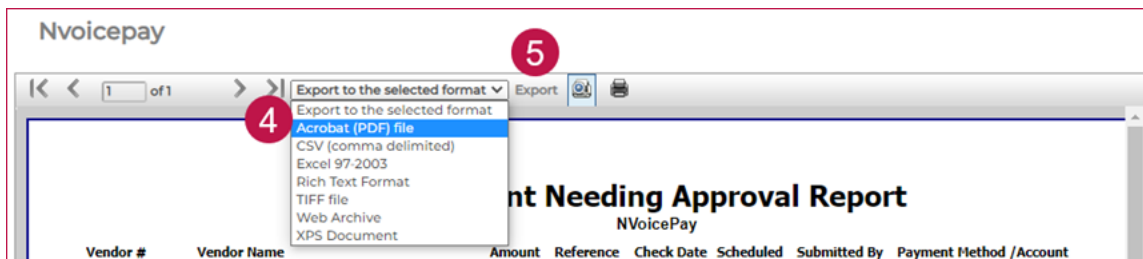 Nvoicepay
5
1 of 1 Export to the selected format Export
4
Export to the selected format
Acrobat (PDF) file
CSV (comma delimited)
Excel 97-2003
Rich Text Format
TIFF file
Web Archive
XPS Document
Needing Approval Report
NVoicePay
Vendor # Vendor Name Amount Reference Check Date Scheduled Submitted By Payment Method /Account